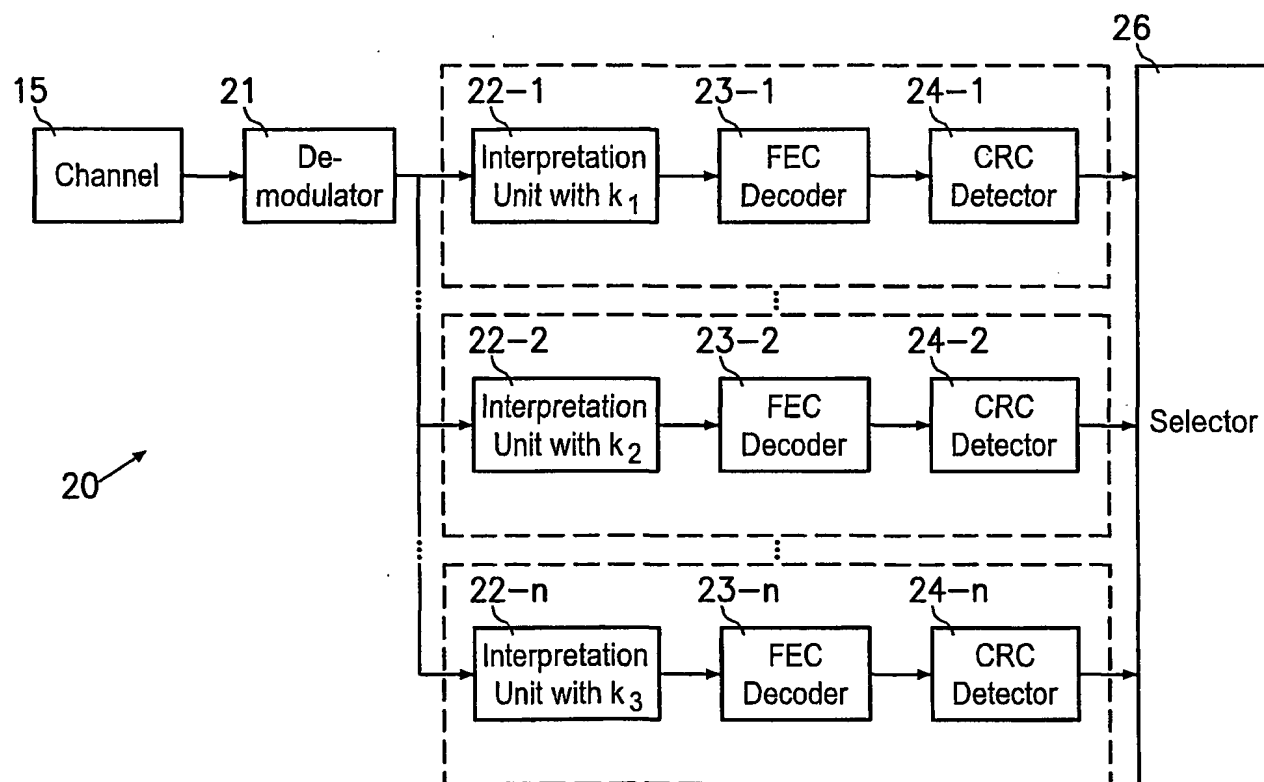 26
15
21
22-1
23-1
24-1
Channel
De-
modulator
Interpretation
Unit with k1
FEC
Decoder
CRC
Detector
22-2
23-2
24-2
Interpretation
Unit with k2
FEC
Decoder
CRC
Detector
Selector
20
22-n
23-n
24-n
Interpretation
Unit with k3
FEC
Decoder
CRC
Detector